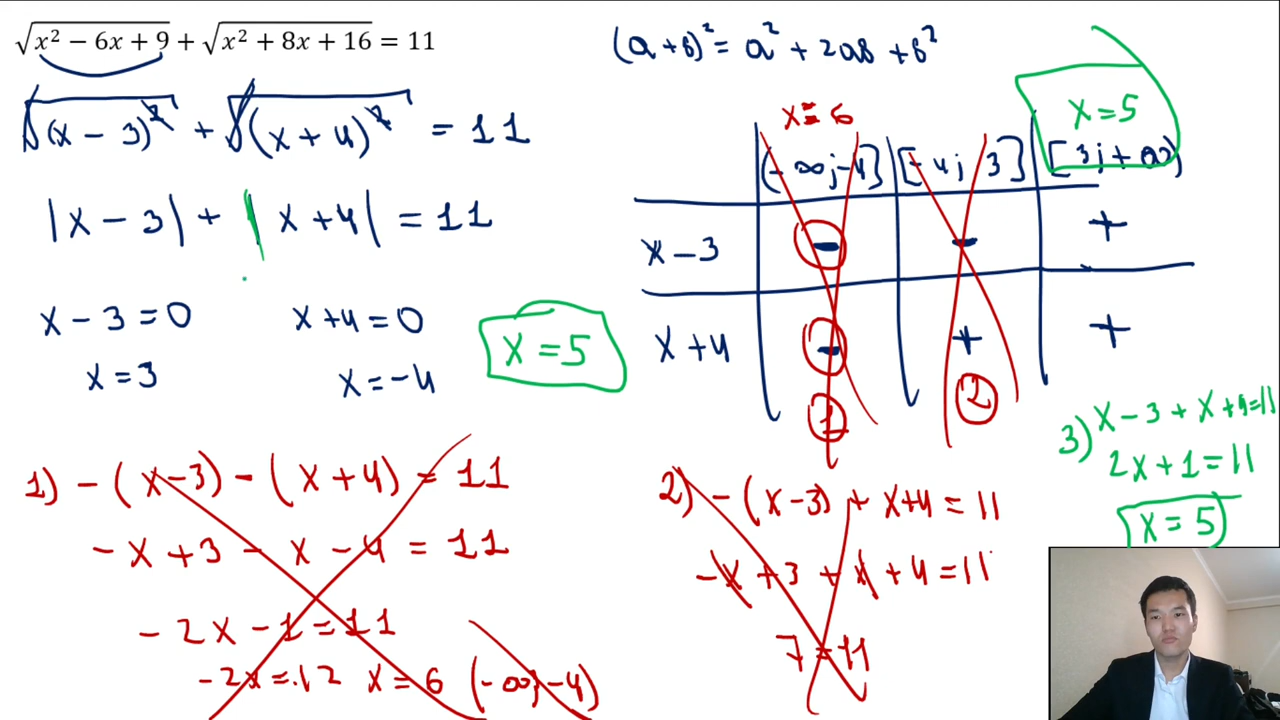 √(x² − 6x + 9) + √(x² + 8x + 16) = 11
(a + b)² = a² + 2ab + b²
√(x − 3)² + √(x + 4)² = 11
|x − 3| + |x + 4| = 11
x − 3 = 0 x + 4 = 0
x = 3 x = −4
x = 5
x = 6
x = 5
(−∞; −4] [−4; 3] [3; +∞)
x − 3 − − +
x + 4 − + +
1 2
1) −(x − 3) − (x + 4) = 11
−x + 3 − x − 4 = 11
−2x − 1 = 11
−2x = 12 x = 6 (−∞; −4)
2) −(x − 3) + x + 4 = 11
−x + 3 + x + 4 = 11
7 = 11
3) x − 3 + x + 4 = 11
2x + 1 = 11
x = 5